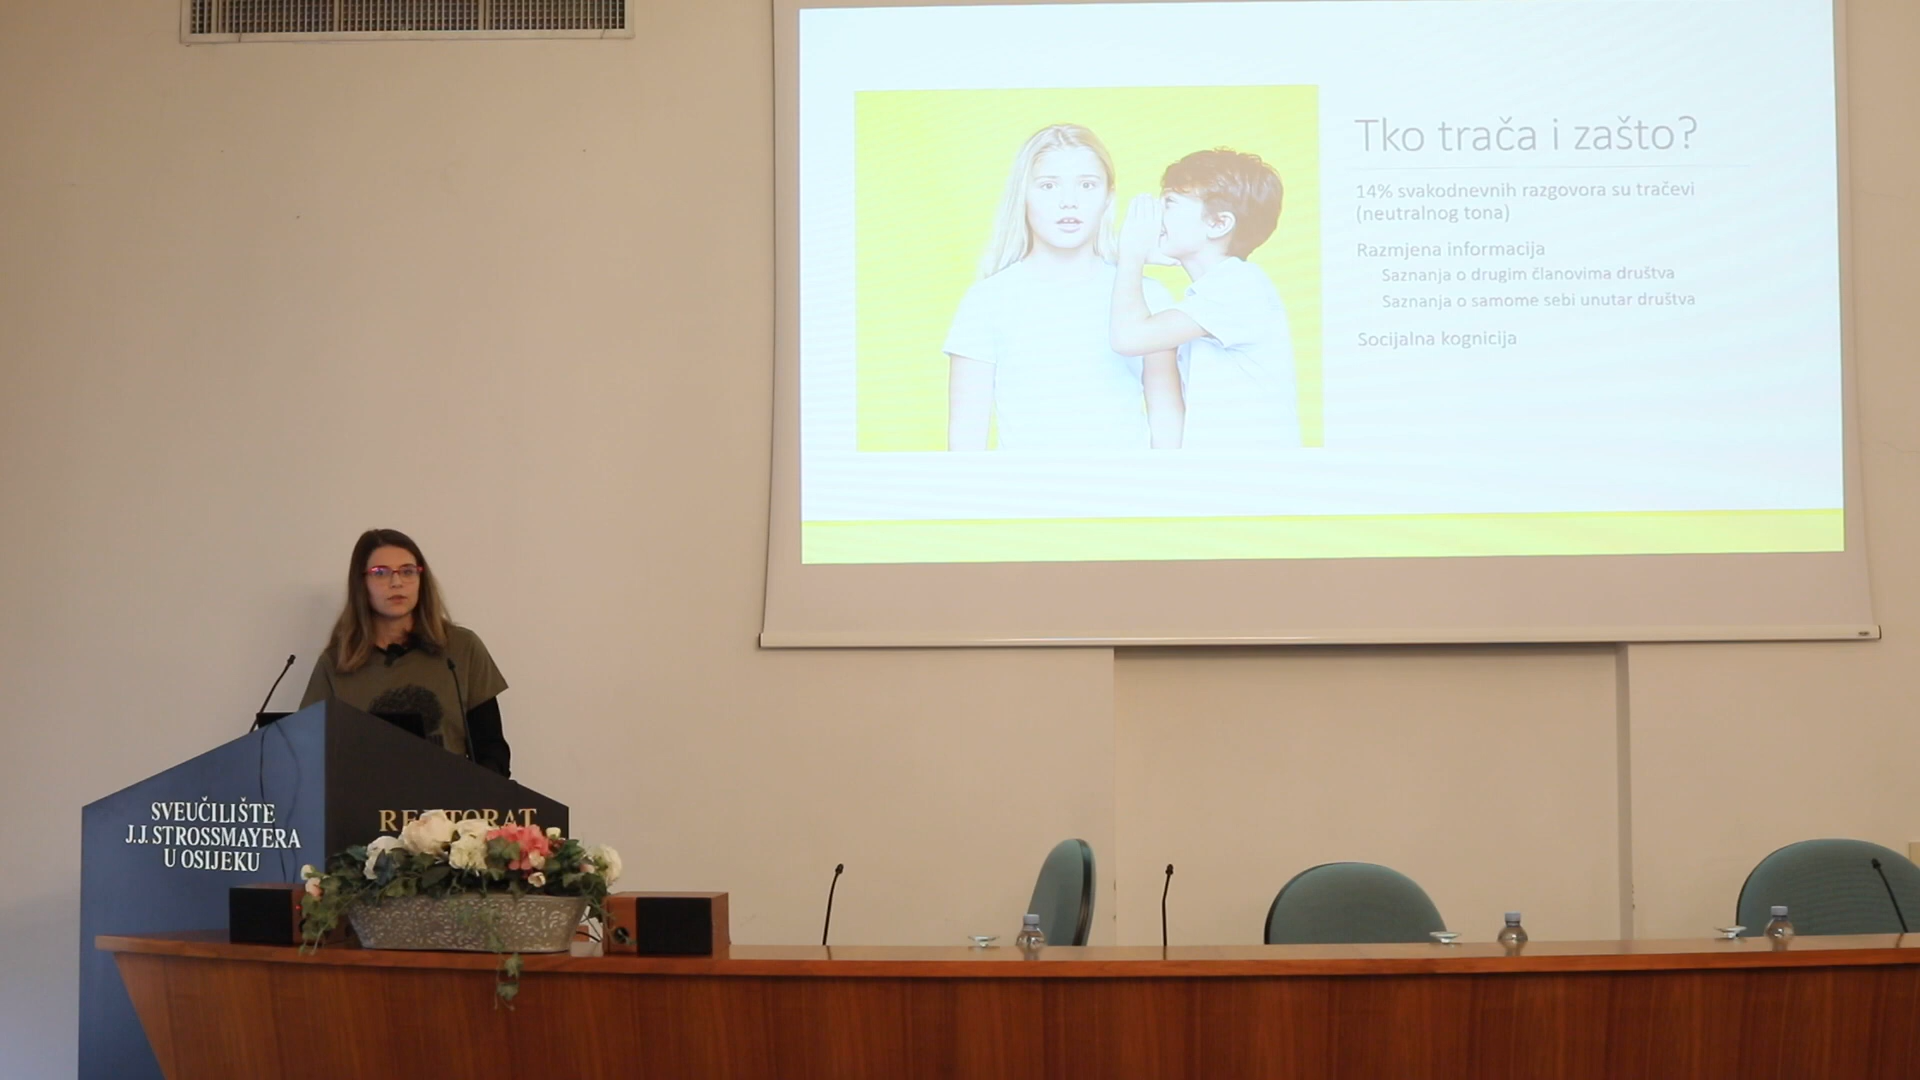 Tko trača i zašto?
14% svakodnevnih razgovora su tračevi
(neutralnog tona)
Razmjena informacija
Saznanja o drugim članovima društva
Saznanja o samome sebi unutar društva
Socijalna kognicija
SVEUČILIŠTE
J.J. STROSSMAYERA
U OSIJEKU
REKTORAT